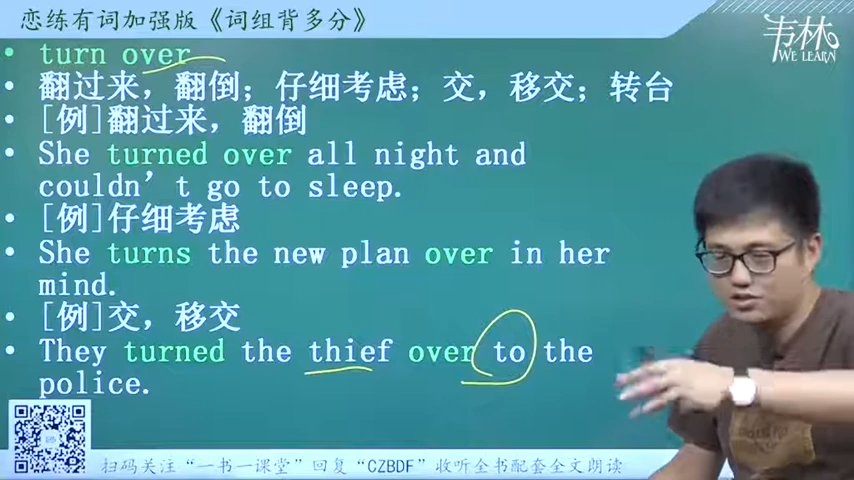 恋练有词加强版《词组背多分》
韦林
WE LEARN
• turn over
• 翻过来，翻倒；仔细考虑；交，移交；转台
• [例]翻过来，翻倒
• She turned over all night and
couldn’t go to sleep.
• [例]仔细考虑
• She turns the new plan over in her
mind.
• [例]交，移交
• They turned the thief over to the
police.
扫码关注“一书一课堂”回复“CZBDF”收听全书配套全文朗读